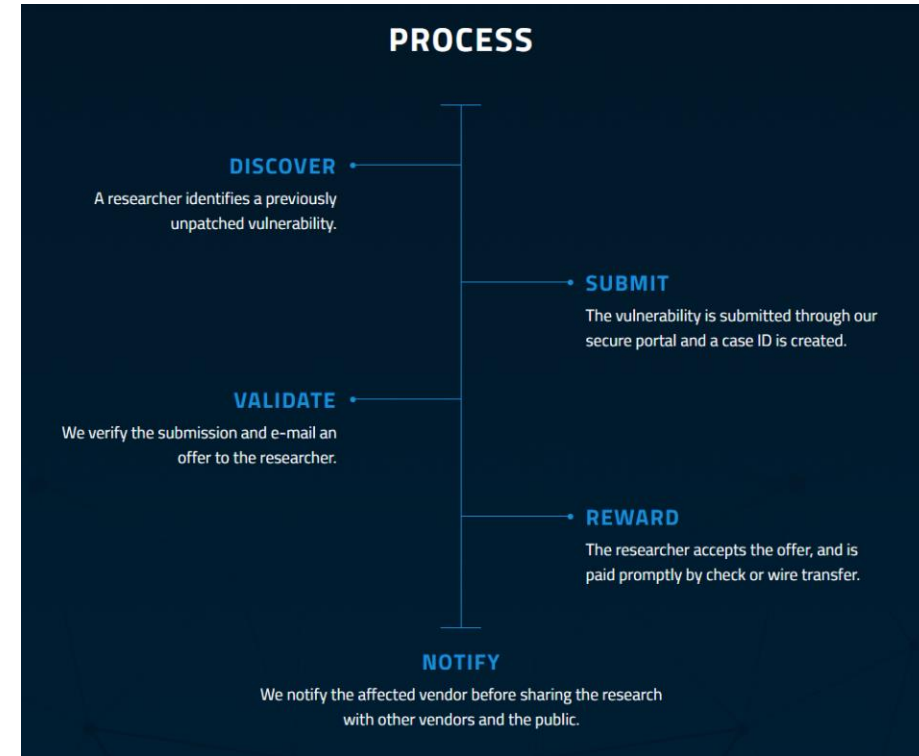 PROCESS
DISCOVER
A researcher identifies a previously
unpatched vulnerability.
SUBMIT
The vulnerability is submitted through our
secure portal and a case ID is created.
VALIDATE
We verify the submission and e-mail an
offer to the researcher.
REWARD
The researcher accepts the offer, and is
paid promptly by check or wire transfer.
NOTIFY
We notify the affected vendor before sharing the research
with other vendors and the public.